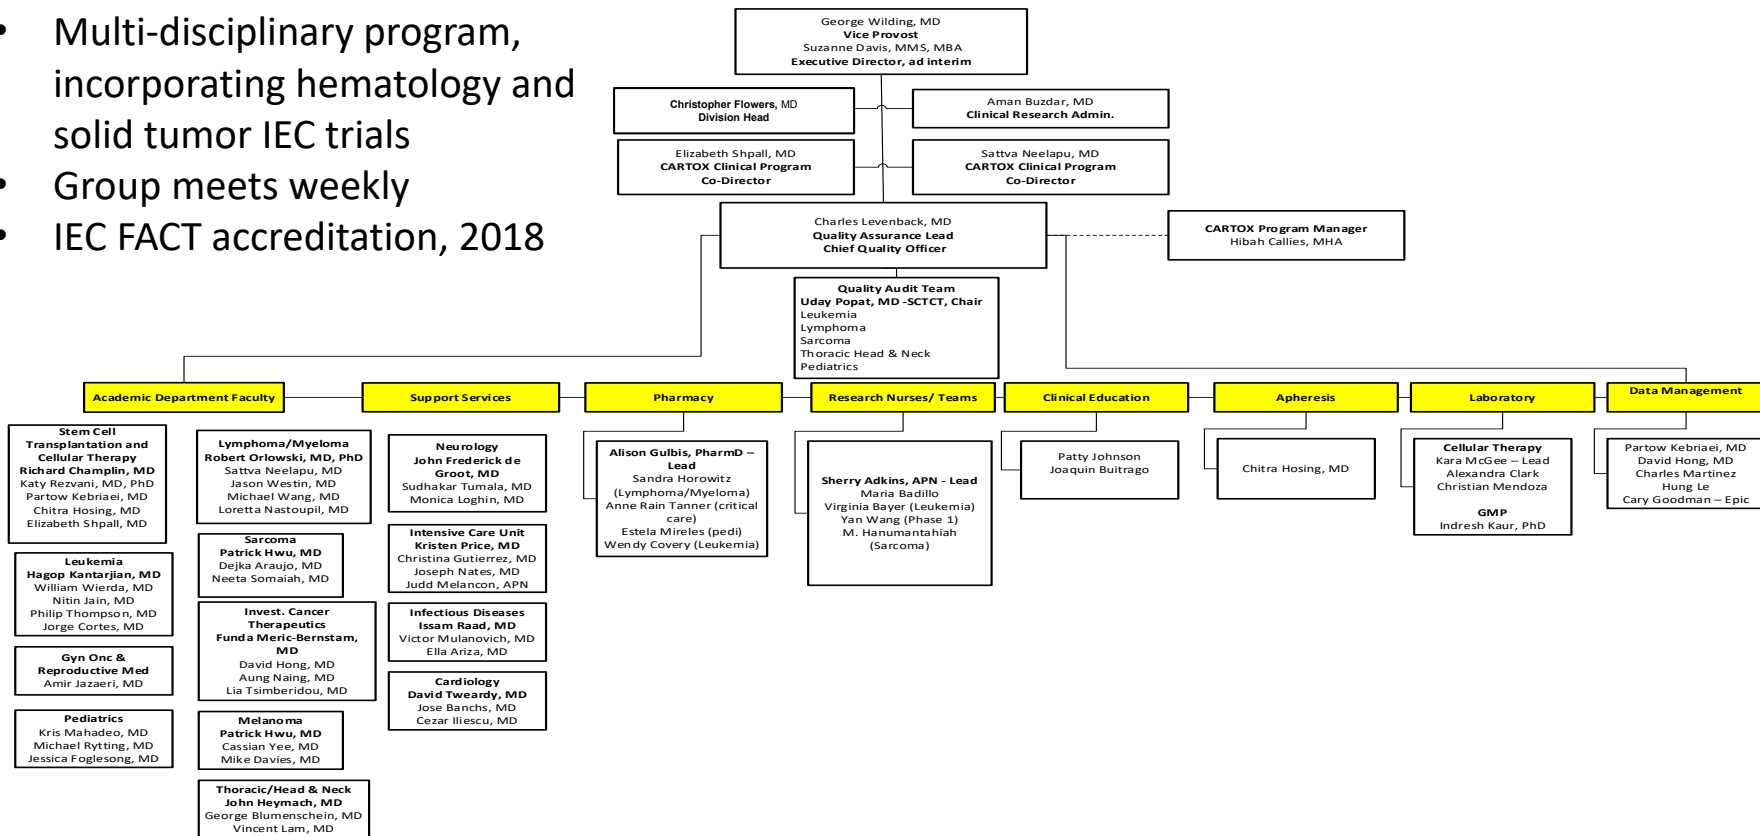 • Multi-disciplinary program,
incorporating hematology and
solid tumor IEC trials
• Group meets weekly
• IEC FACT accreditation, 2018
George Wilding, MD
Vice Provost
Suzanne Davis, MMS, MBA
Executive Director, ad interim
Christopher Flowers, MD
Division Head
Aman Buzdar, MD
Clinical Research Admin.
Elizabeth Shpall, MD
CARTOX Clinical Program
Co-Director
Sattva Neelapu, MD
CARTOX Clinical Program
Co-Director
Charles Levenback, MD
Quality Assurance Lead
Chief Quality Officer
CARTOX Program Manager
Hibah Callies, MHA
Quality Audit Team
Uday Popat, MD -SCTCT, Chair
Leukemia
Lymphoma
Sarcoma
Thoracic Head & Neck
Pediatrics
Academic Department Faculty
Support Services
Pharmacy
Research Nurses/ Teams
Clinical Education
Apheresis
Laboratory
Data Management
Stem Cell
Transplantation and
Cellular Therapy
Richard Champlin, MD
Katy Rezvani, MD, PhD
Partow Kebriaei, MD
Chitra Hosing, MD
Elizabeth Shpall, MD
Leukemia
Hagop Kantarjian, MD
William Wierda, MD
Nitin Jain, MD
Philip Thompson, MD
Jorge Cortes, MD
Gyn Onc &
Reproductive Med
Amir Jazaeri, MD
Pediatrics
Kris Mahadeo, MD
Michael Rytting, MD
Jessica Foglesong, MD
Lymphoma/Myeloma
Robert Orlowski, MD, PhD
Sattva Neelapu, MD
Jason Westin, MD
Michael Wang, MD
Loretta Nastoupil, MD
Sarcoma
Patrick Hwu, MD
Dejka Araujo, MD
Neeta Somaiah, MD
Invest. Cancer
Therapeutics
Funda Meric-Bernstam,
MD
David Hong, MD
Aung Naing, MD
Lia Tsimberidou, MD
Melanoma
Patrick Hwu, MD
Cassian Yee, MD
Mike Davies, MD
Thoracic/Head & Neck
John Heymach, MD
George Blumenschein, MD
Vincent Lam, MD
Neurology
John Frederick de
Groot, MD
Sudhakar Tumala, MD
Monica Loghin, MD
Intensive Care Unit
Kristen Price, MD
Christina Gutierrez, MD
Joseph Nates, MD
Judd Melancon, APN
Infectious Diseases
Issam Raad, MD
Victor Mulanovich, MD
Ella Ariza, MD
Cardiology
David Tweardy, MD
Jose Banchs, MD
Cezar Iliescu, MD
Alison Gulbis, PharmD –
Lead
Sandra Horowitz
(Lymphoma/Myeloma)
Anne Rain Tanner (critical
care)
Estela Mireles (pedi)
Wendy Covery (Leukemia)
Sherry Adkins, APN - Lead
Maria Badillo
Virginia Bayer (Leukemia)
Yan Wang (Phase 1)
M. Hanumantahiah
(Sarcoma)
Patty Johnson
Joaquin Buitrago
Chitra Hosing, MD
Cellular Therapy
Kara McGee – Lead
Alexandra Clark
Christian Mendoza
GMP
Indresh Kaur, PhD
Partow Kebriaei, MD
David Hong, MD
Charles Martinez
Hung Le
Cary Goodman – Epic